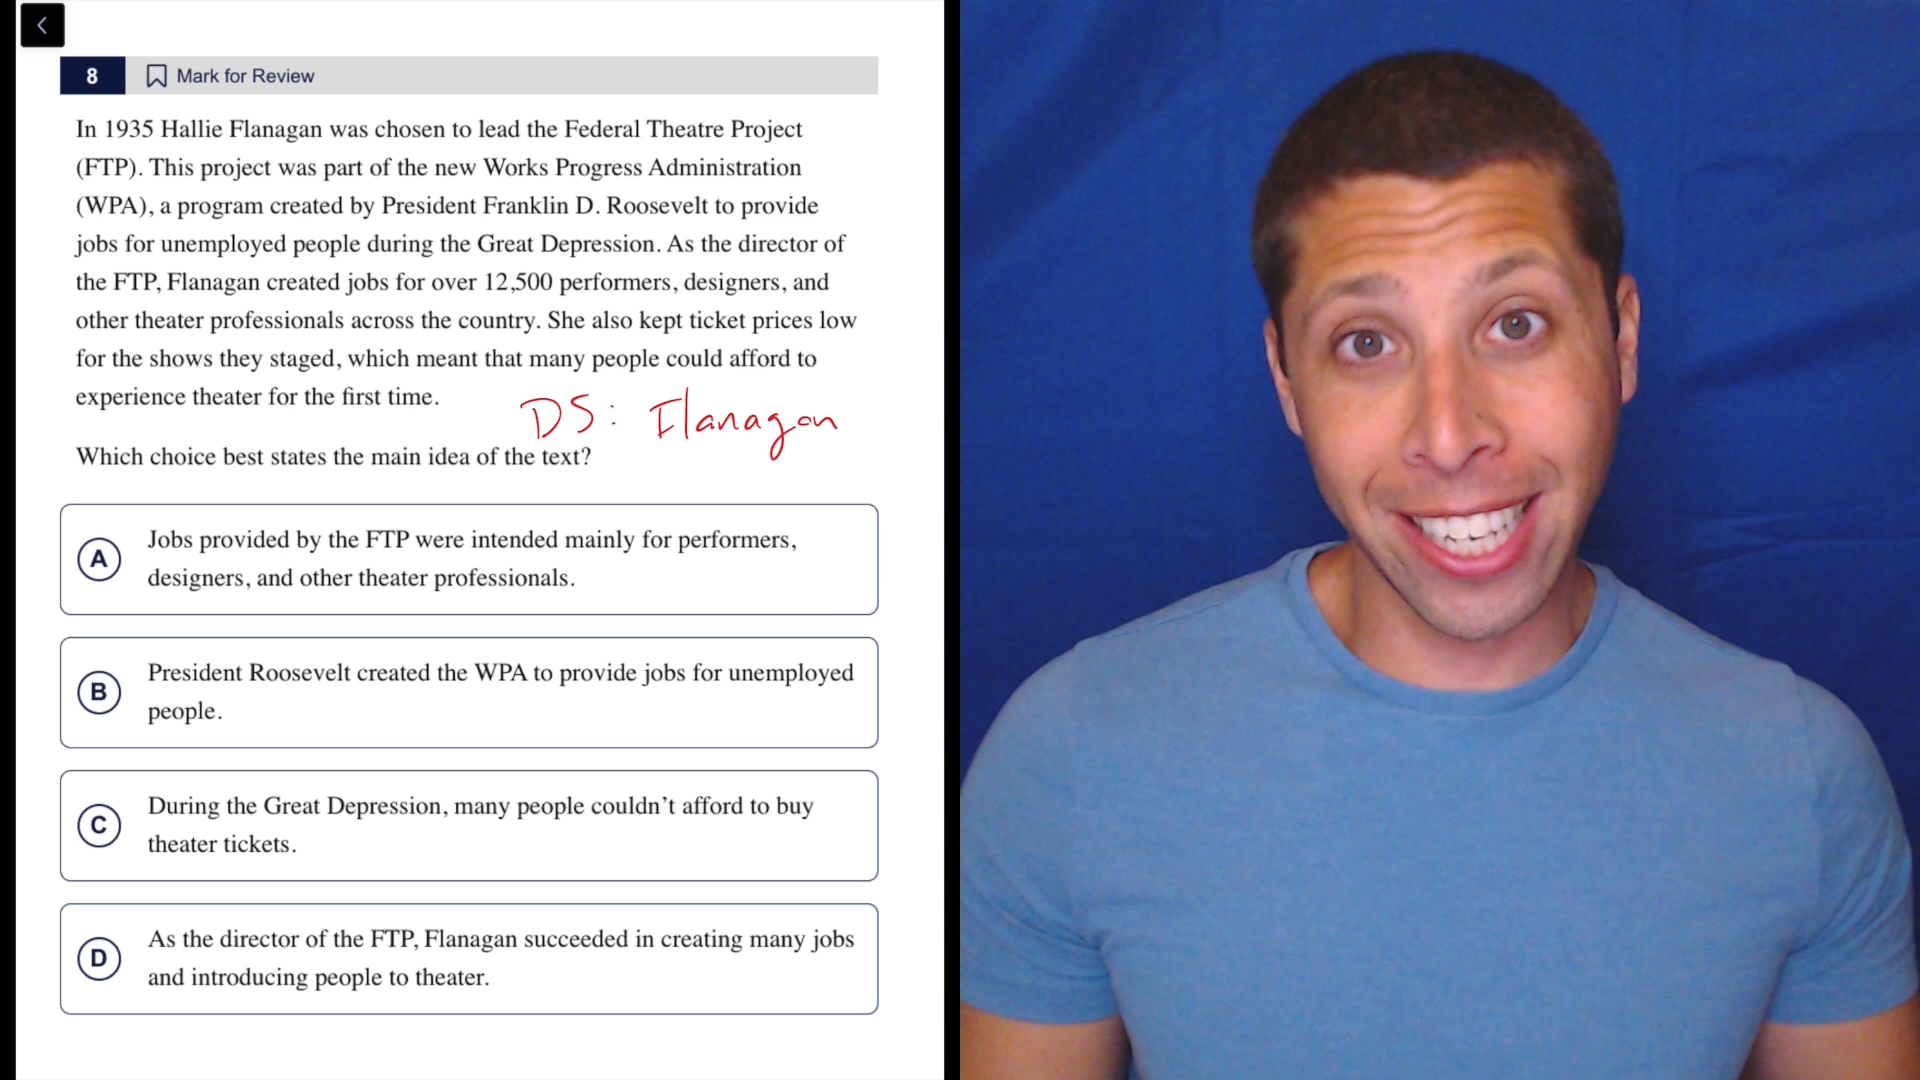 8 Mark for Review
In 1935 Hallie Flanagan was chosen to lead the Federal Theatre Project
(FTP). This project was part of the new Works Progress Administration
(WPA), a program created by President Franklin D. Roosevelt to provide
jobs for unemployed people during the Great Depression. As the director of
the FTP, Flanagan created jobs for over 12,500 performers, designers, and
other theater professionals across the country. She also kept ticket prices low
for the shows they staged, which meant that many people could afford to
experience theater for the first time.
DS: Flanagan
Which choice best states the main idea of the text?
A Jobs provided by the FTP were intended mainly for performers,
designers, and other theater professionals.
B President Roosevelt created the WPA to provide jobs for unemployed
people.
C During the Great Depression, many people couldn’t afford to buy
theater tickets.
D As the director of the FTP, Flanagan succeeded in creating many jobs
and introducing people to theater.